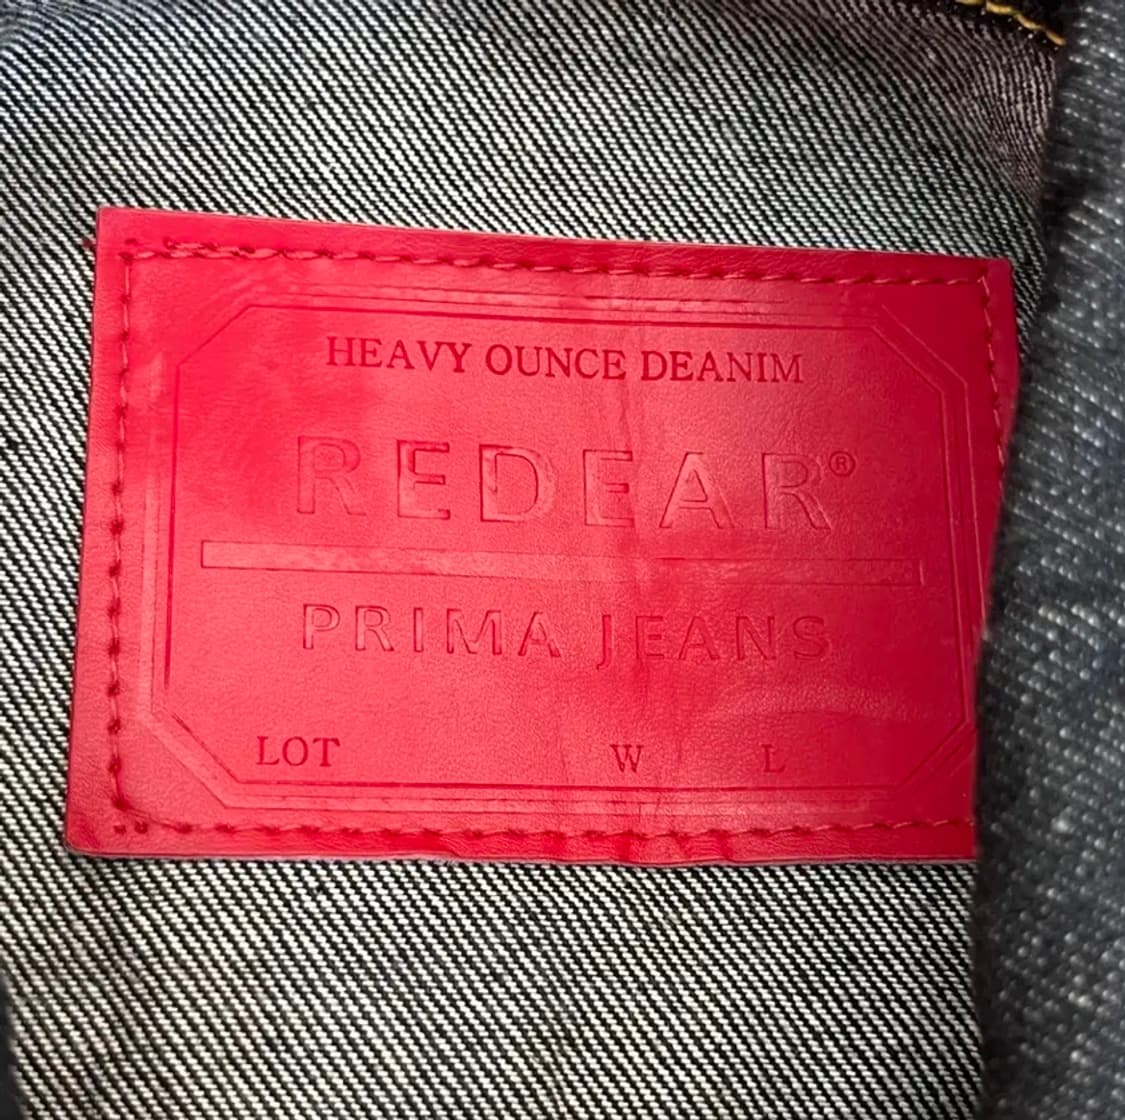 HEAVY OUNCE DEANIM
REDEAR®
PRIMA JEANS
LOT W L